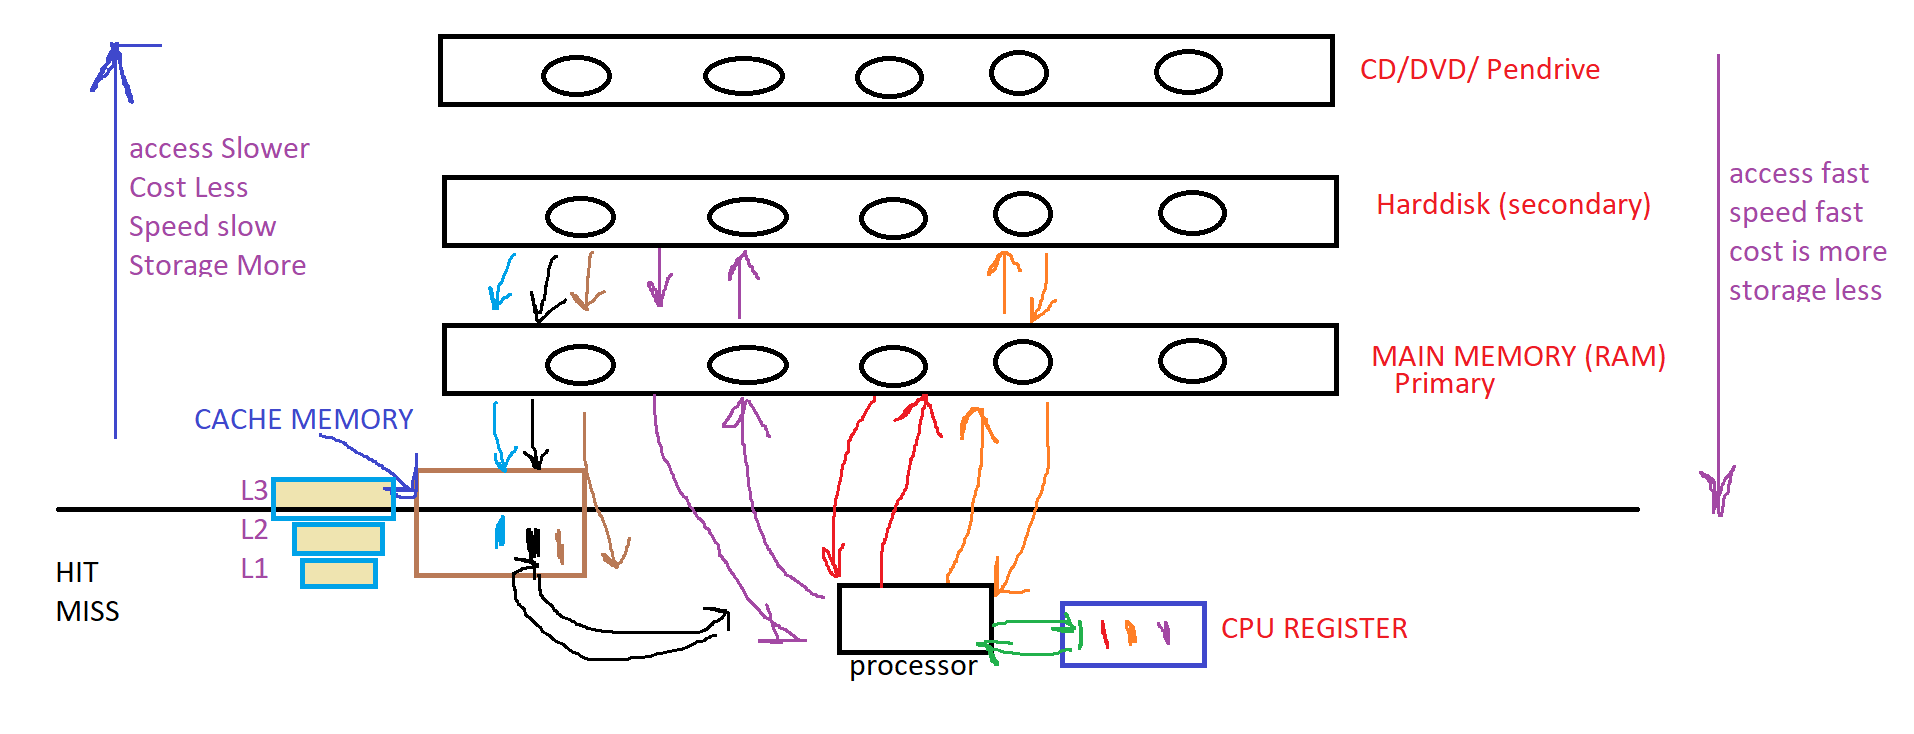 CD/DVD/ Pendrive
access Slower
Cost Less
Speed slow
Storage More
access fast
speed fast
cost is more
storage less
Harddisk (secondary)
MAIN MEMORY (RAM)
Primary
CACHE MEMORY
L3
L2
L1
HIT
MISS
CPU REGISTER
processor